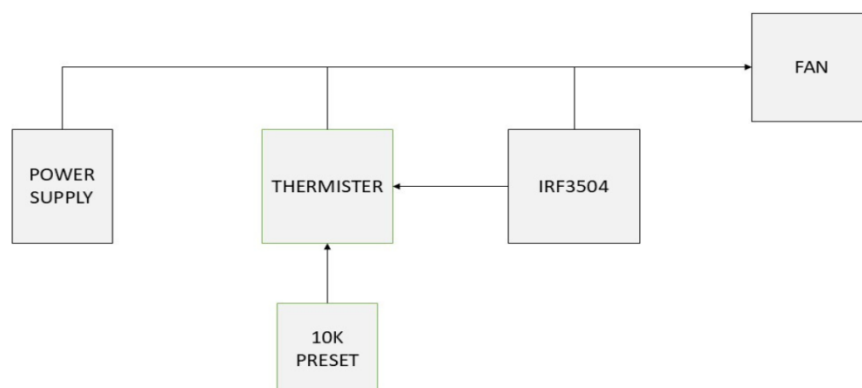 FAN
POWER
SUPPLY
THERMISTER
IRF3504
10K
PRESET